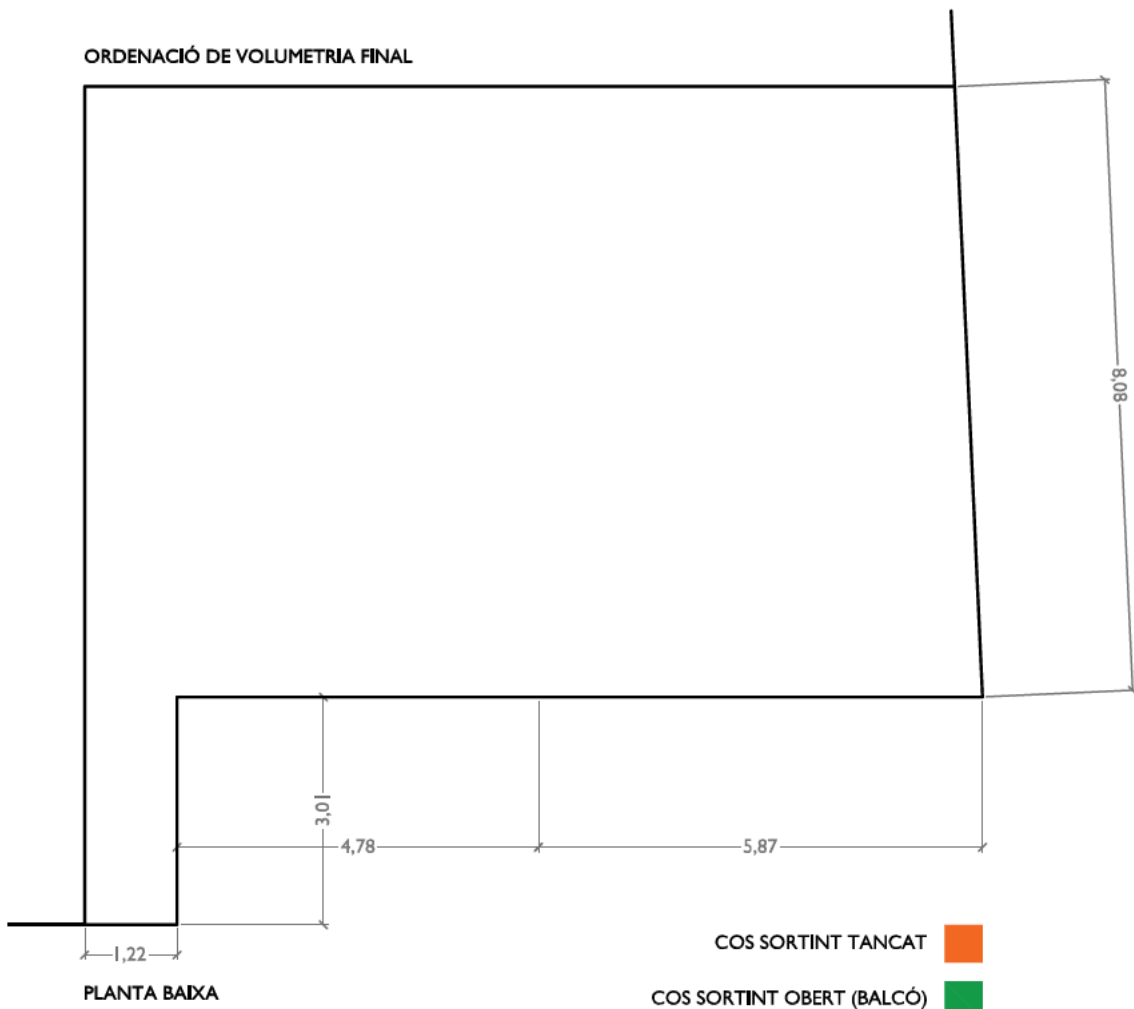 ORDENACIÓ DE VOLUMETRIA FINAL
8,08
3,01
4,78
5,87
COS SORTINT TANCAT
1,22
PLANTA BAIXA
COS SORTINT OBERT (BALCÓ)